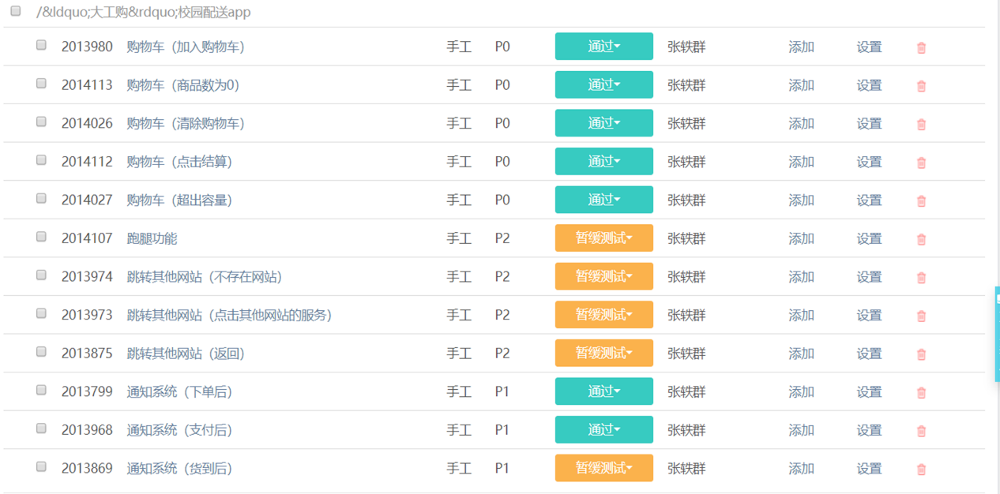 /&ldquo;大工购&rdquo;校园配送app
2013980 购物车（加入购物车） 手工 P0 通过 张轶群 添加 设置
2014113 购物车（商品数为0） 手工 P0 通过 张轶群 添加 设置
2014026 购物车（清除购物车） 手工 P0 通过 张轶群 添加 设置
2014112 购物车（点击结算） 手工 P0 通过 张轶群 添加 设置
2014027 购物车（超出容量） 手工 P0 通过 张轶群 添加 设置
2014107 跑腿功能 手工 P2 暂缓测试 张轶群 添加 设置
2013974 跳转其他网站（不存在网站） 手工 P2 暂缓测试 张轶群 添加 设置
2013973 跳转其他网站（点击其他网站的服务） 手工 P2 暂缓测试 张轶群 添加 设置
2013875 跳转其他网站（返回） 手工 P2 暂缓测试 张轶群 添加 设置
2013799 通知系统（下单后） 手工 P1 通过 张轶群 添加 设置
2013968 通知系统（支付后） 手工 P1 通过 张轶群 添加 设置
2013869 通知系统（货到后） 手工 P1 暂缓测试 张轶群 添加 设置